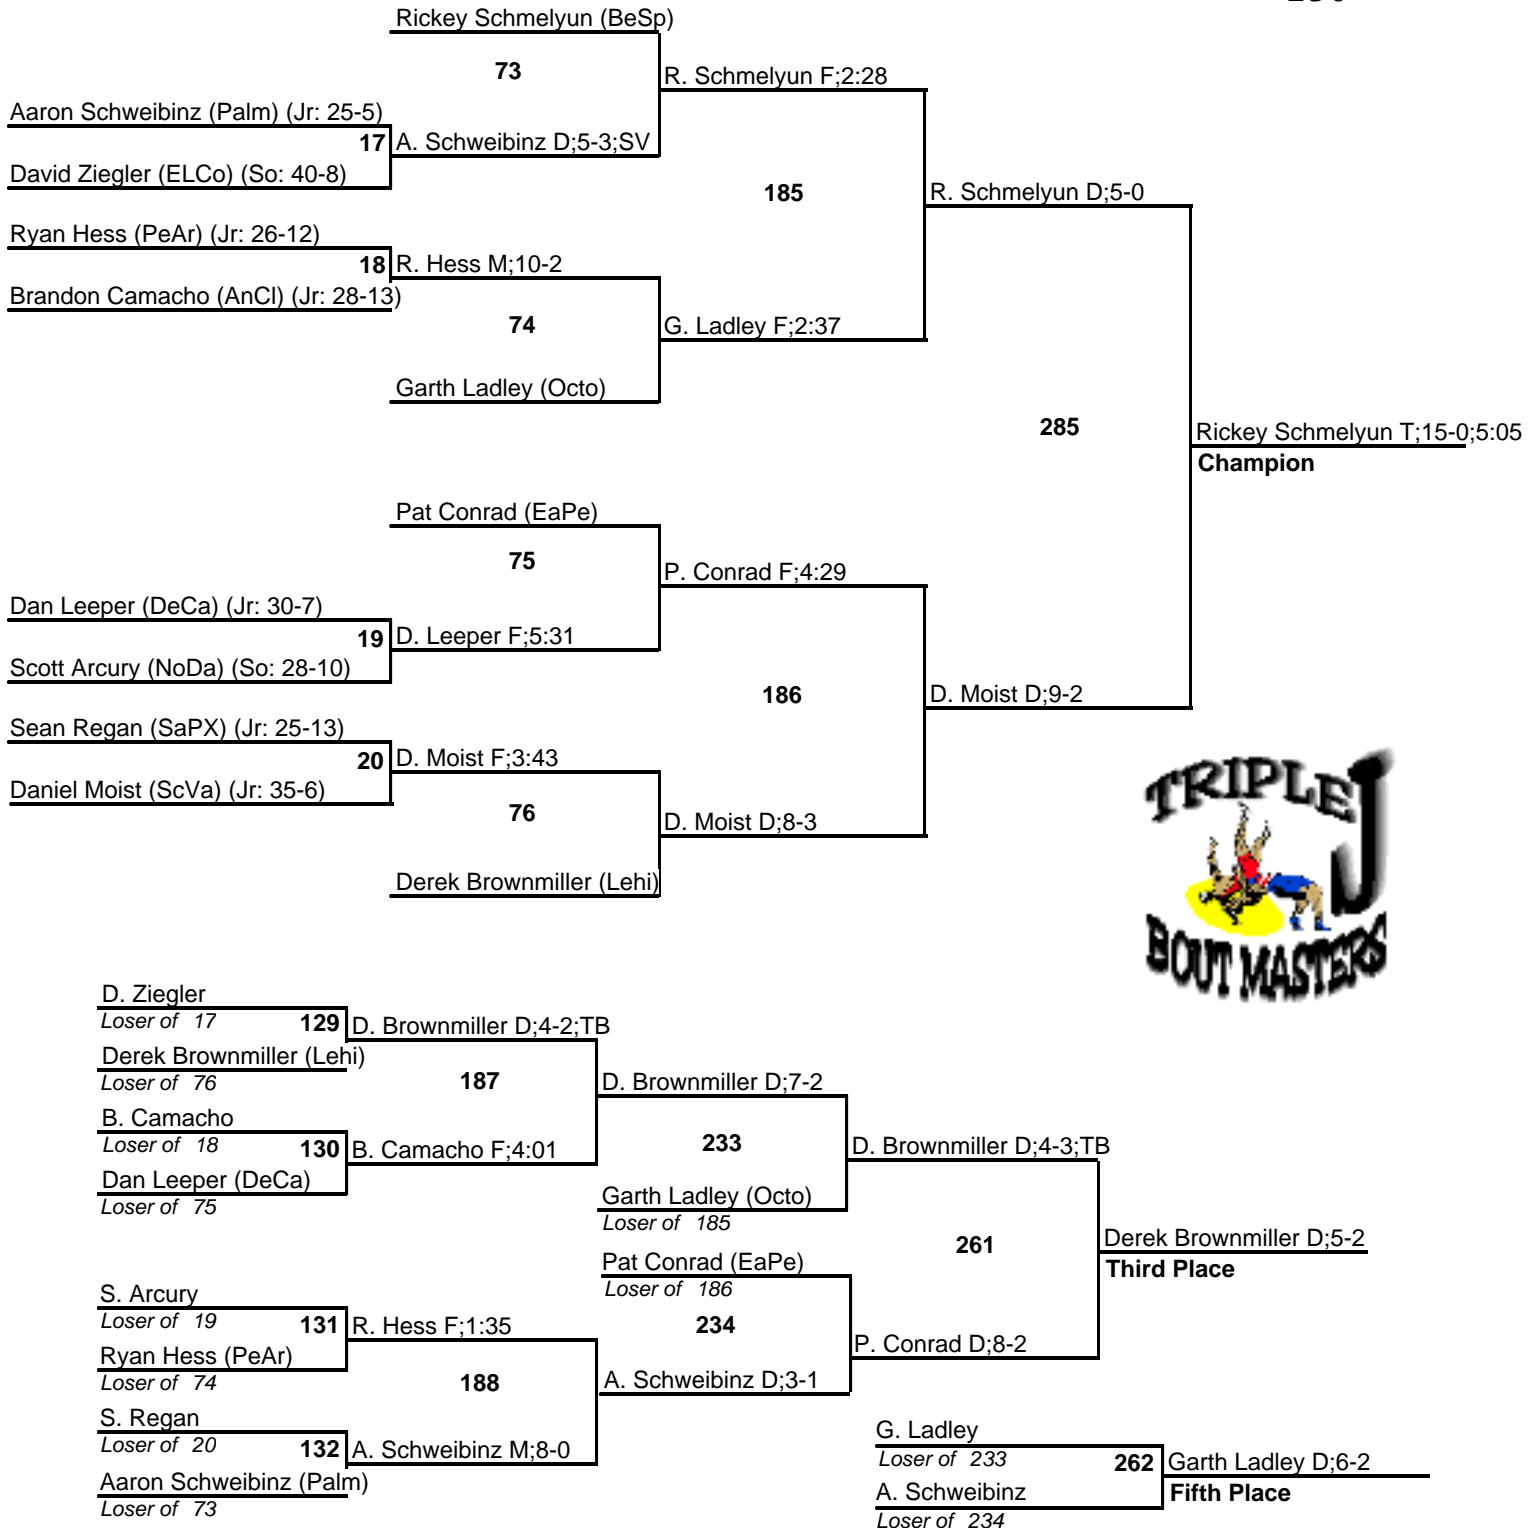 Rickey Schmelyun (BeSp)
73
R. Schmelyun F;2:28
Aaron Schweibinz (Palm) (Jr: 25-5)
17 A. Schweibinz D;5-3;SV
David Ziegler (ELCo) (So: 40-8)
185
R. Schmelyun D;5-0
Ryan Hess (PeAr) (Jr: 26-12)
18 R. Hess M;10-2
Brandon Camacho (AnCl) (Jr: 28-13)
74
G. Ladley F;2:37
Garth Ladley (Octo)
285
Rickey Schmelyun T;15-0;5:05
Champion
Pat Conrad (EaPe)
75
P. Conrad F;4:29
Dan Leeper (DeCa) (Jr: 30-7)
19 D. Leeper F;5:31
Scott Arcury (NoDa) (So: 28-10)
186
D. Moist D;9-2
Sean Regan (SaPX) (Jr: 25-13)
20 D. Moist F;3:43
Daniel Moist (ScVa) (Jr: 35-6)
76
D. Moist D;8-3
Derek Brownmiller (Lehi)
TRIPLE J
BOUT MASTERS
D. Ziegler
Loser of 17
129 D. Brownmiller D;4-2;TB
Derek Brownmiller (Lehi)
Loser of 76
187
D. Brownmiller D;7-2
B. Camacho
Loser of 18
130 B. Camacho F;4:01
Dan Leeper (DeCa)
Loser of 75
233
D. Brownmiller D;4-3;TB
Garth Ladley (Octo)
Loser of 185
261
Derek Brownmiller D;5-2
Third Place
Pat Conrad (EaPe)
Loser of 186
S. Arcury
Loser of 19
131 R. Hess F;1:35
Ryan Hess (PeAr)
Loser of 74
234
P. Conrad D;8-2
188
A. Schweibinz D;3-1
S. Regan
Loser of 20
132 A. Schweibinz M;8-0
Aaron Schweibinz (Palm)
Loser of 73
G. Ladley
Loser of 233
262 Garth Ladley D;6-2
Fifth Place
A. Schweibinz
Loser of 234